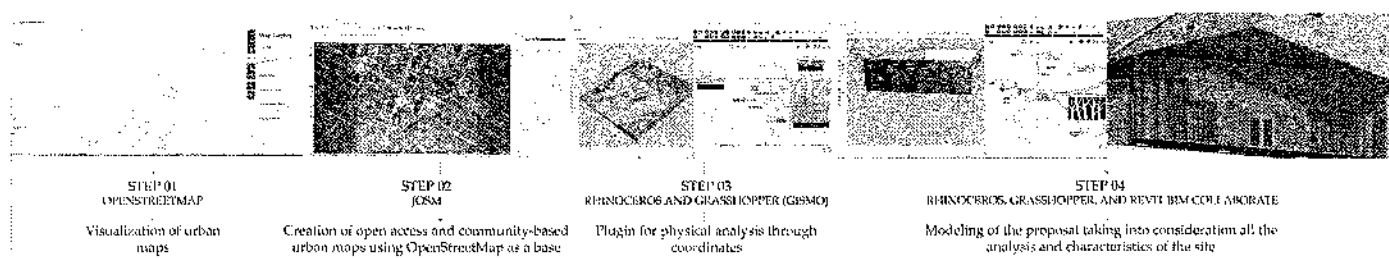 STEP 01
OPENSTREETMAP
Visualization of urban
maps
STEP 02
JOSM
Creation of open access and community-based
urban maps using OpenStreetMap as a base
STEP 03
RHINOCEROS AND GRASSHOPPER (GISMO)
Plugin for physical analysis through
coordinates
STEP 04
RHINOCEROS, GRASSHOPPER, AND REVIT BIM COLLABORATE
Modeling of the proposal taking into consideration all the
analysis and characteristics of the site